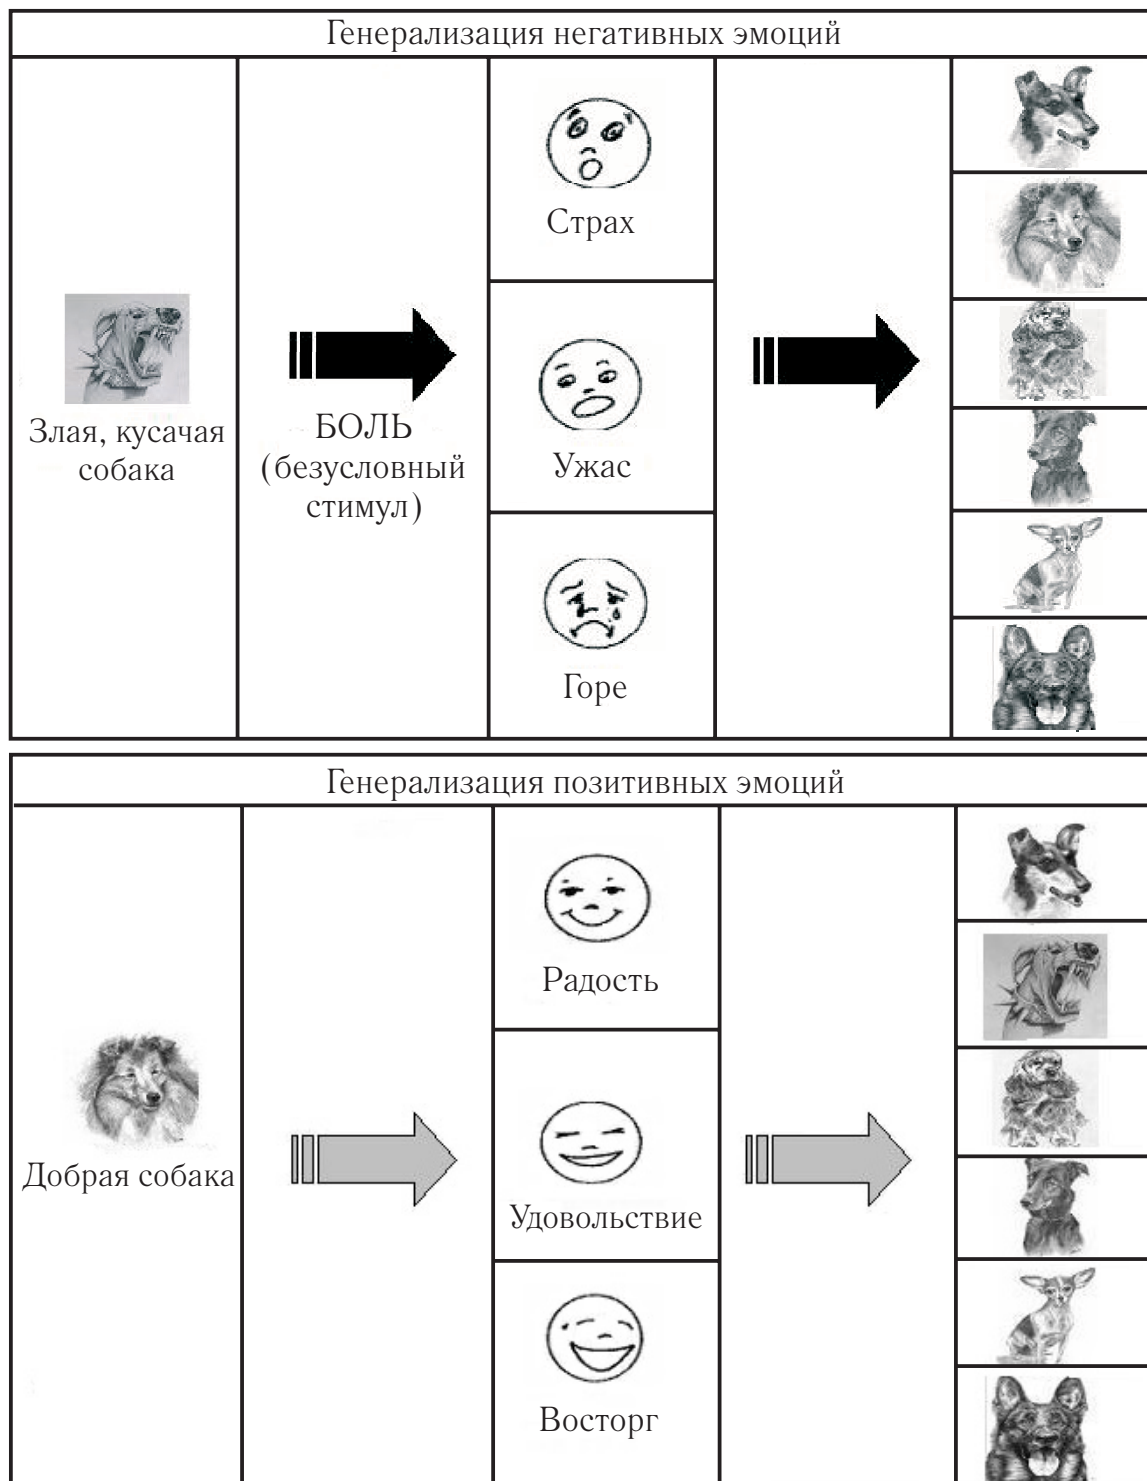 Генерализация негативных эмоций
Страх
Злая, кусачая
собака
БОЛЬ
(безусловный
стимул)
Ужас
Горе
Генерализация позитивных эмоций
Радость
Добрая собака
Удовольствие
Восторг